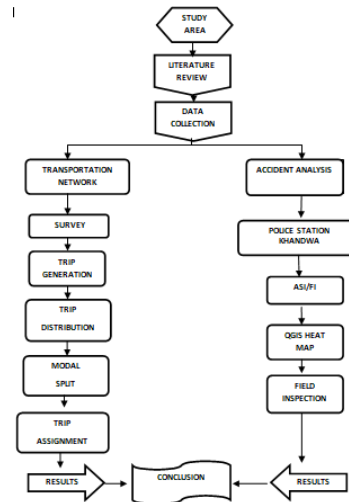 STUDY
AREA
LITERATURE
REVIEW
DATA
COLLECTION
TRANSPORTATION
NETWORK
SURVEY
TRIP
GENERATION
TRIP
DISTRIBUTION
MODAL
SPLIT
TRIP
ASSIGNMENT
RESULTS
ACCIDENT ANALYSIS
POLICE STATION
KHANDWA
ASI/FI
QGIS HEAT
MAP
FIELD
INSPECTION
RESULTS
CONCLUSION